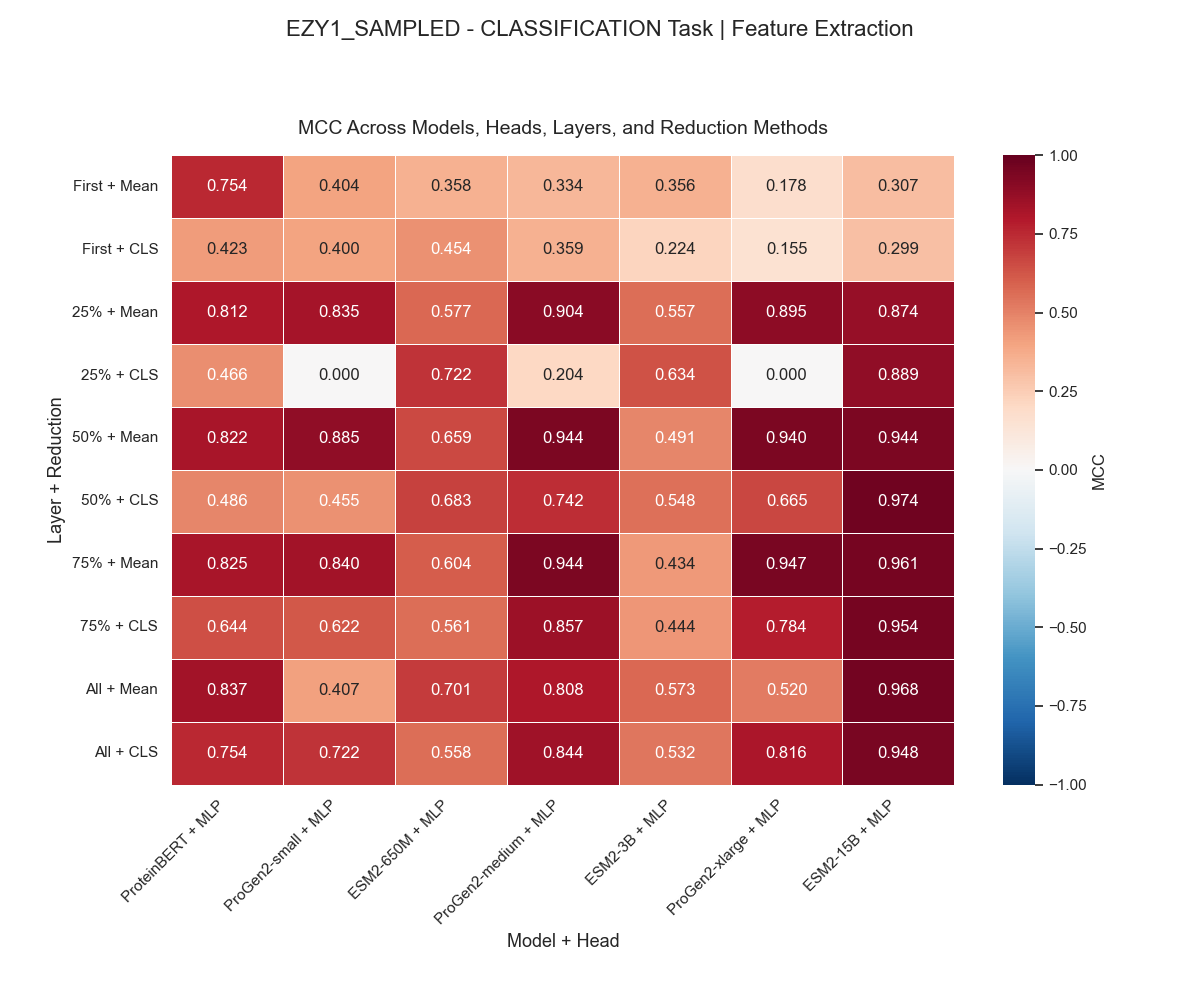 EZY1_SAMPLED - CLASSIFICATION Task | Feature Extraction
MCC Across Models, Heads, Layers, and Reduction Methods
Layer + Reduction
First + Mean 0.754 0.404 0.358 0.334 0.356 0.178 0.307
First + CLS 0.423 0.400 0.454 0.359 0.224 0.155 0.299
25% + Mean 0.812 0.835 0.577 0.904 0.557 0.895 0.874
25% + CLS 0.466 0.000 0.722 0.204 0.634 0.000 0.889
50% + Mean 0.822 0.885 0.659 0.944 0.491 0.940 0.944
50% + CLS 0.486 0.455 0.683 0.742 0.548 0.665 0.974
75% + Mean 0.825 0.840 0.604 0.944 0.434 0.947 0.961
75% + CLS 0.644 0.622 0.561 0.857 0.444 0.784 0.954
All + Mean 0.837 0.407 0.701 0.808 0.573 0.520 0.968
All + CLS 0.754 0.722 0.558 0.844 0.532 0.816 0.948
ProteinBERT + MLP
ProGen2-small + MLP
ESM2-650M + MLP
ProGen2-medium + MLP
ESM2-3B + MLP
ProGen2-xlarge + MLP
ESM2-15B + MLP
Model + Head
1.00
0.75
0.50
0.25
0.00
−0.25
−0.50
−0.75
−1.00
MCC